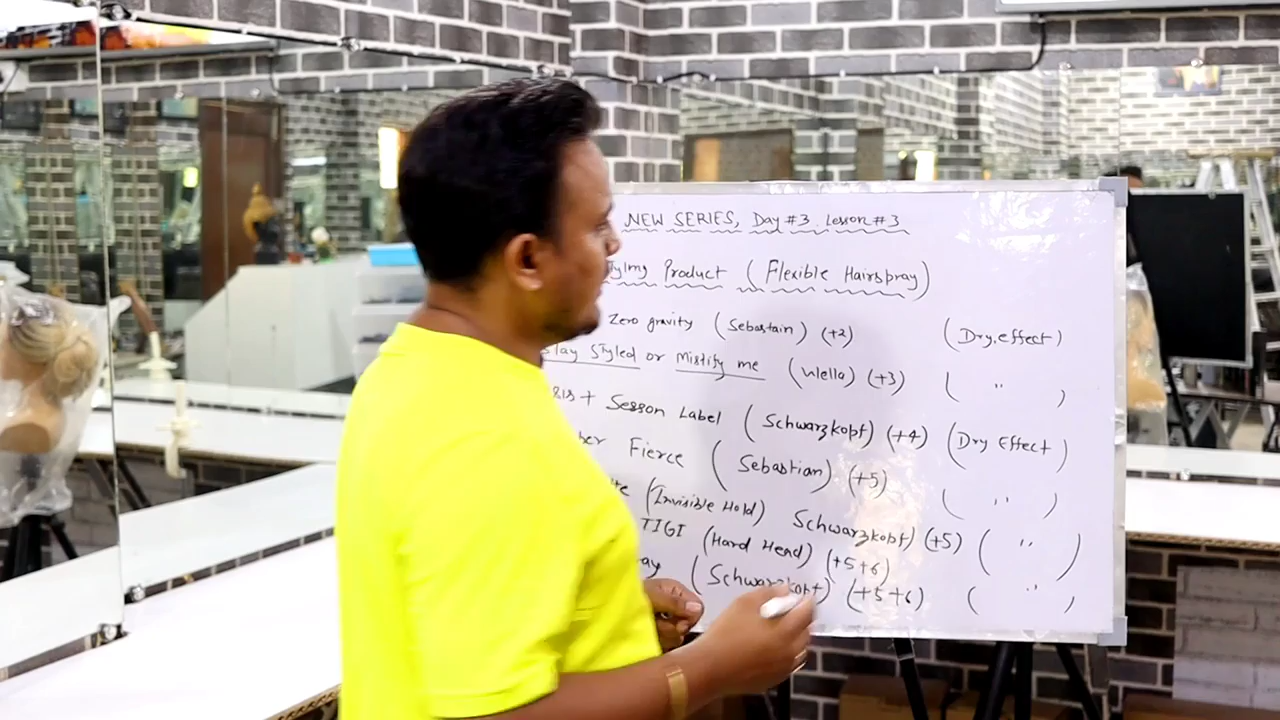 NEW SERIES, Day #3. Lesson #3
Product (Flexible Hairspray)
Zero gravity (Sebastain) (+2) (Dry.effect)
Stay Styled or Mistify me (Wella) (+3) ( " )
+ Sesson Label (Schwarzkopf) (+4) (Dry Effect)
Fierce (Sebastian) (+5) ( " )
(Invisible Hold) Schwarzkopf) (+5) ( " )
TIGI (Hard Head) (+5+6)
(Schwarzkopf) (+5+6) ( " )